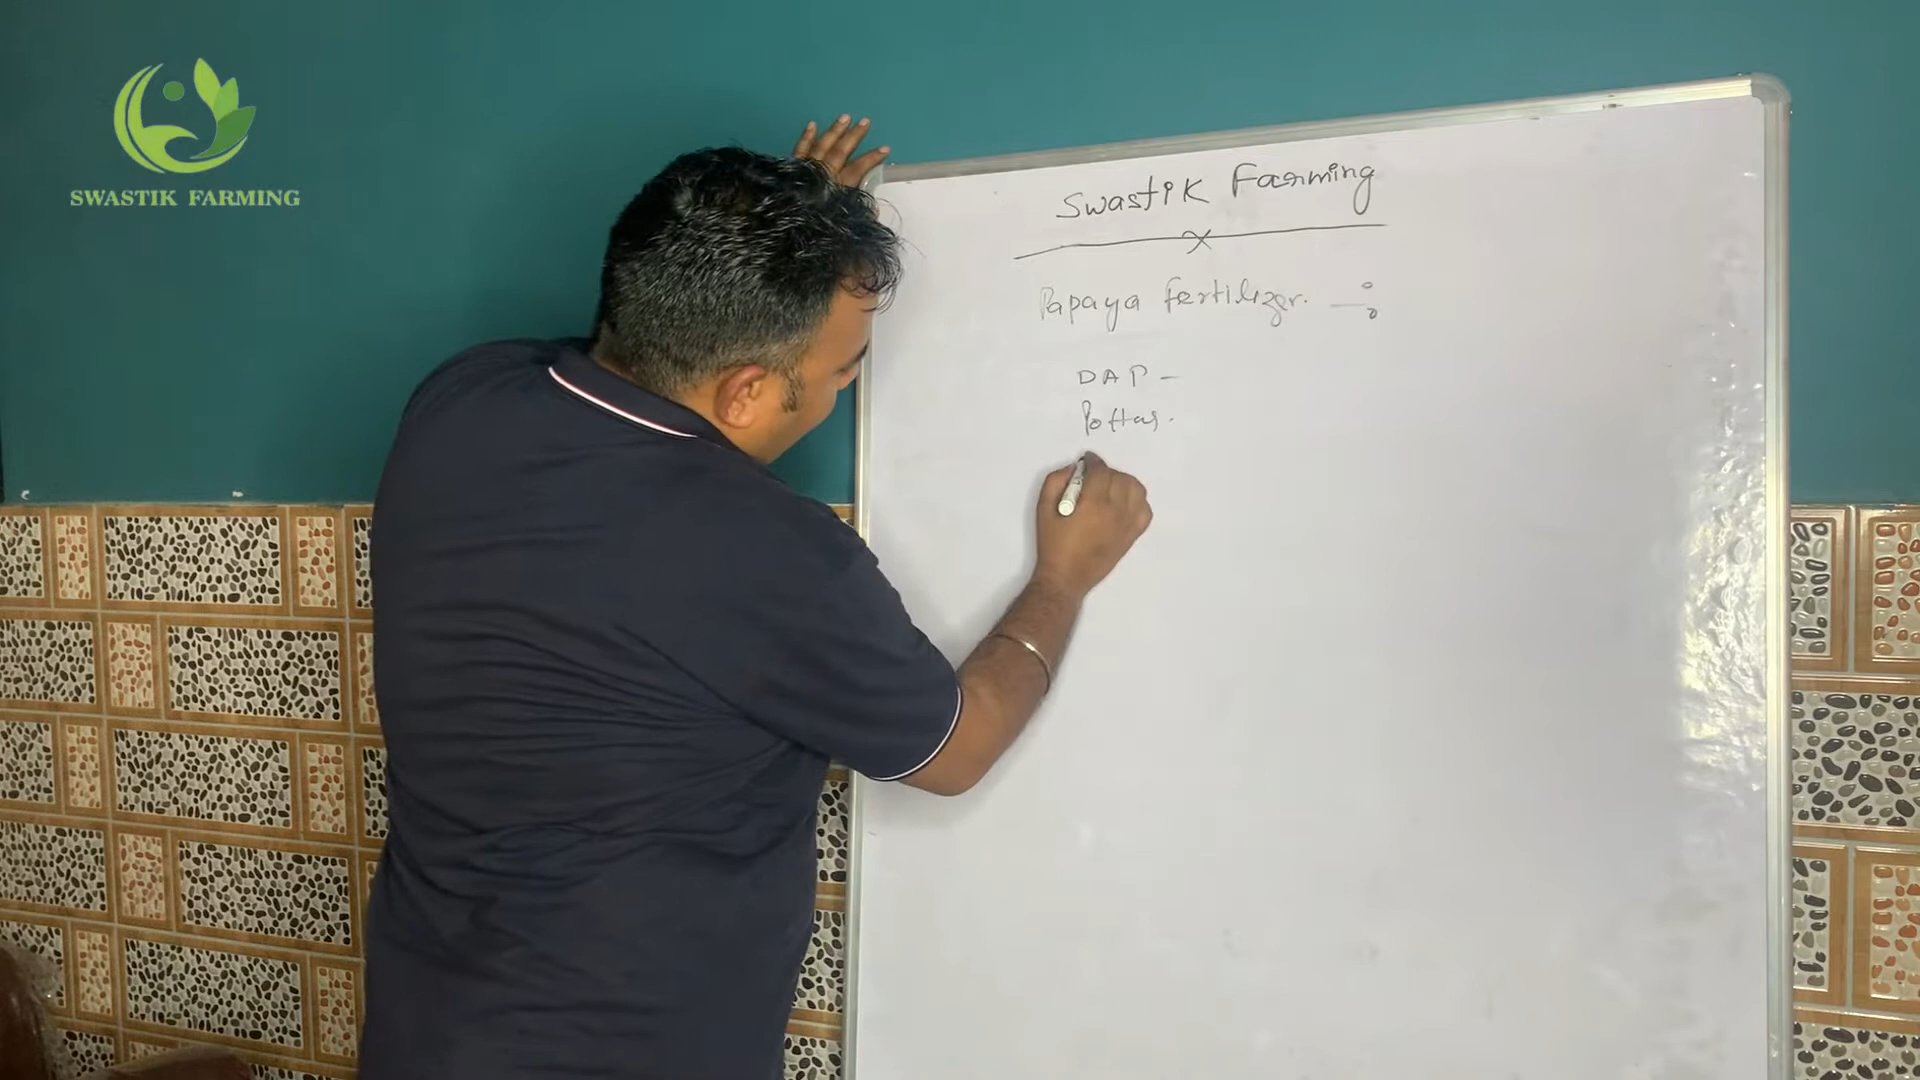 SWASTIK FARMING
Swastik Farming
Papaya fertilizer. —:
DAP –
Pottas.